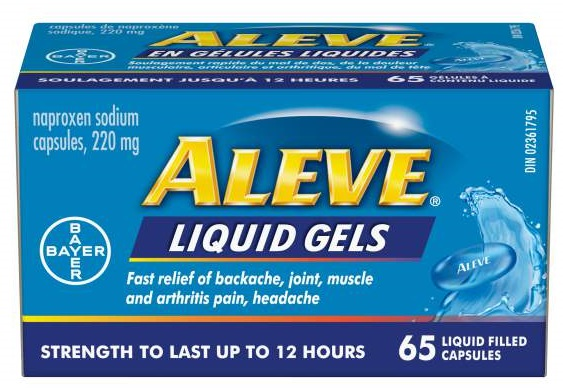 capsules de naproxène
sodique, 220 mg
ALEVE®
EN GÉLULES LIQUIDES
BAYER
BAYER
Soulagement rapide du mal de dos, de la douleur
musculaire, articulaire et arthritique, du mal de tête
SOULAGEMENT JUSQU'À 12 HEURES
65 GÉLULES À
CONTENU LIQUIDE
naproxen sodium
capsules, 220 mg
DIN 02361795
ALEVE®
LIQUID GELS
BAYER
BAYER
Fast relief of backache, joint, muscle
and arthritis pain, headache
ALEVE
STRENGTH TO LAST UP TO 12 HOURS
65 LIQUID FILLED
CAPSULES